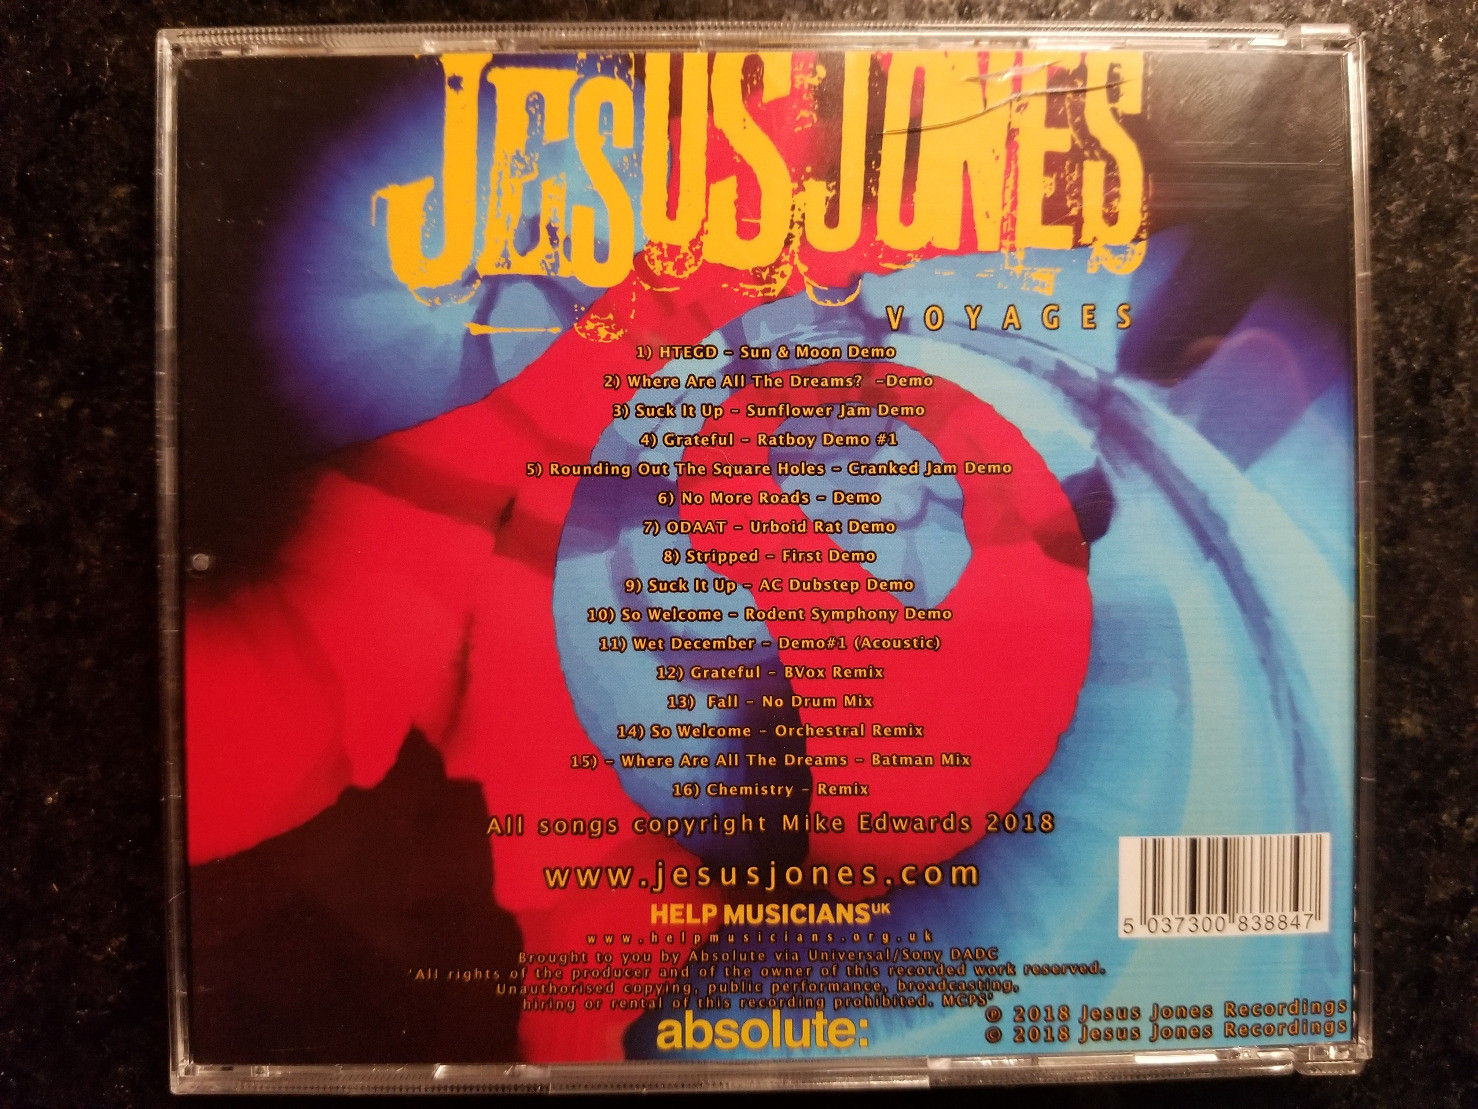 JESUS JONES
VOYAGES
1) HTEGD – Sun & Moon Demo
2) Where Are All The Dreams? –Demo
3) Suck It Up – Sunflower Jam Demo
4) Grateful – Ratboy Demo #1
5) Rounding Out The Square Holes – Cranked Jam Demo
6) No More Roads – Demo
7) ODAAT – Urboid Rat Demo
8) Stripped – First Demo
9) Suck It Up – AC Dubstep Demo
10) So Welcome – Rodent Symphony Demo
11) Wet December – Demo#1 (Acoustic)
12) Grateful – BVox Remix
13) Fall – No Drum Mix
14) So Welcome – Orchestral Remix
15) – Where Are All The Dreams – Batman Mix
16) Chemistry – Remix
All songs copyright Mike Edwards 2018
www.jesusjones.com
HELP MUSICIANS UK
www.helpmusicians.org.uk
Brought to you by Absolute via Universal/Sony DADC
'All rights of the producer and of the owner of this recorded work reserved.
Unauthorised copying, public performance, broadcasting,
hiring or rental of this recording prohibited. MCPS'
absolute:
℗ 2018 Jesus Jones Recordings
© 2018 Jesus Jones Recordings
5 037300 838847